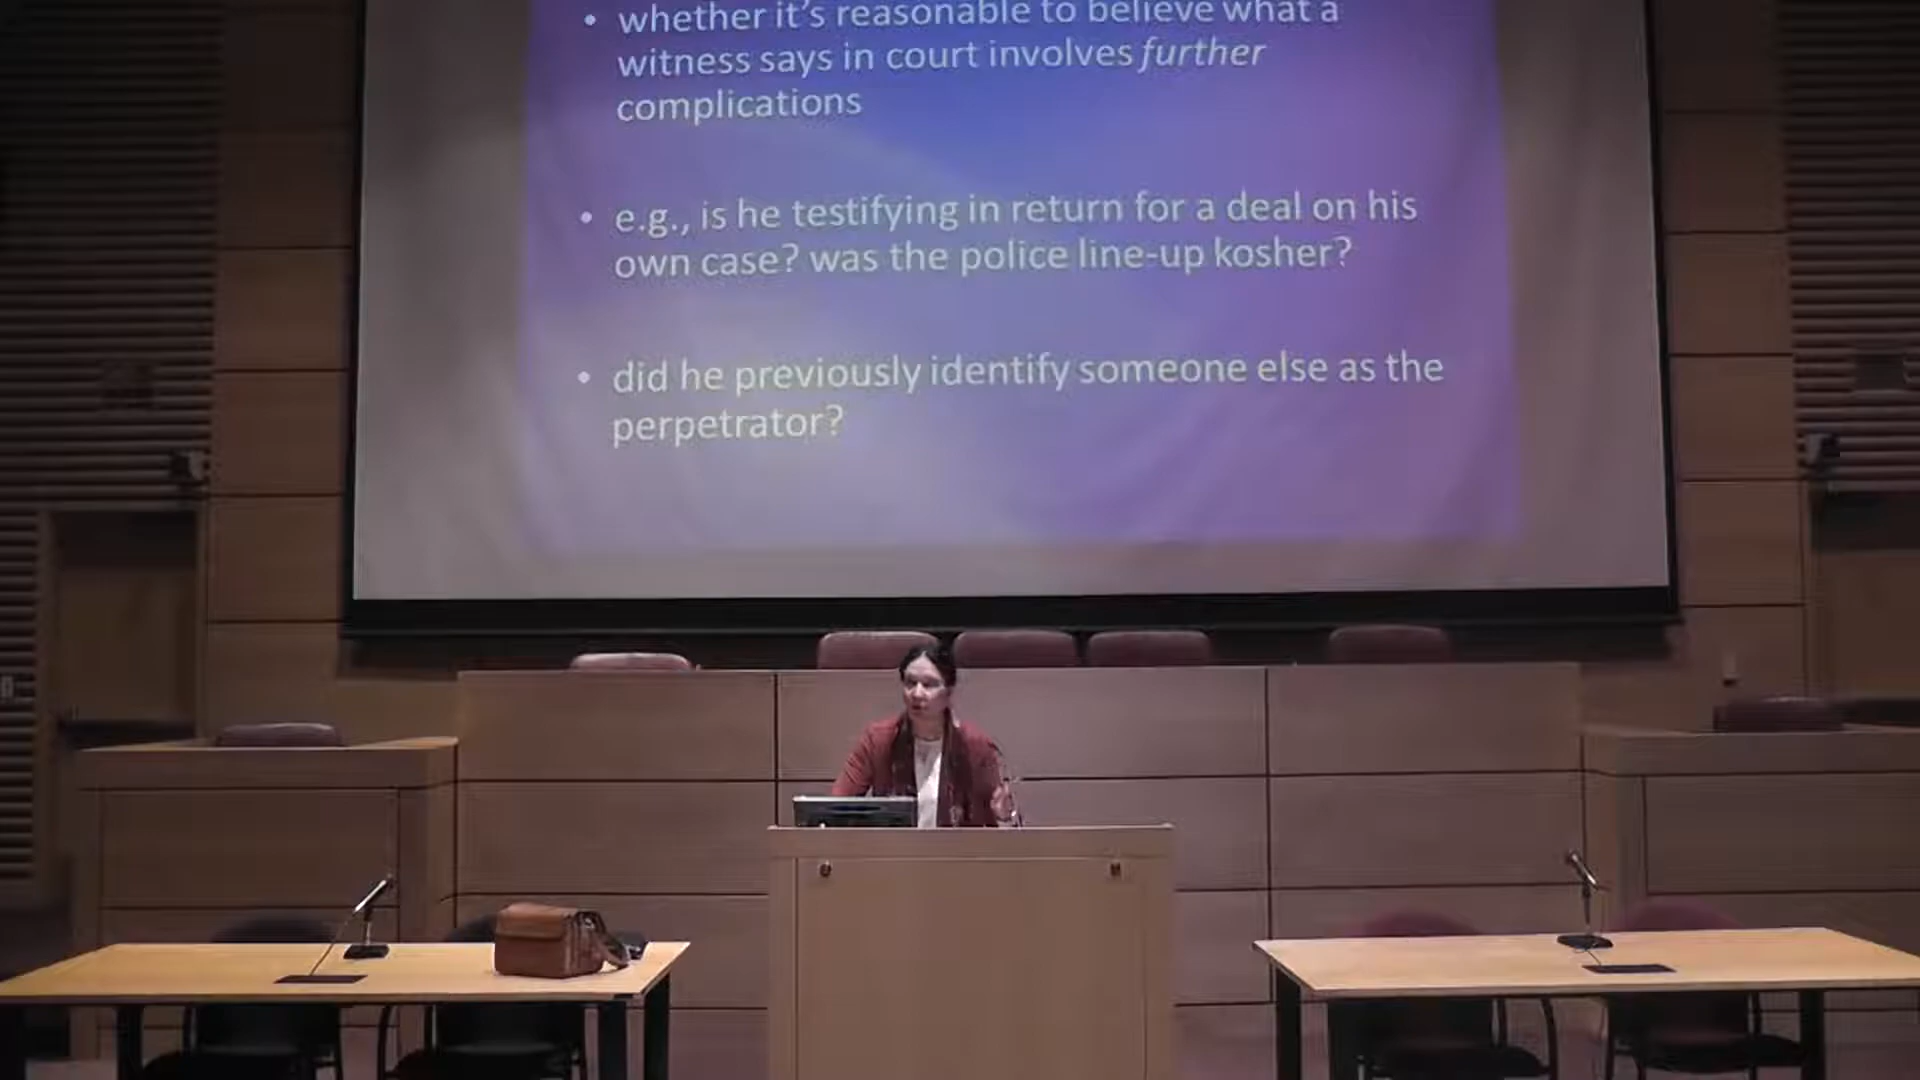 • whether it's reasonable to believe what a
witness says in court involves further
complications
• e.g., is he testifying in return for a deal on his
own case? was the police line-up kosher?
• did he previously identify someone else as the
perpetrator?